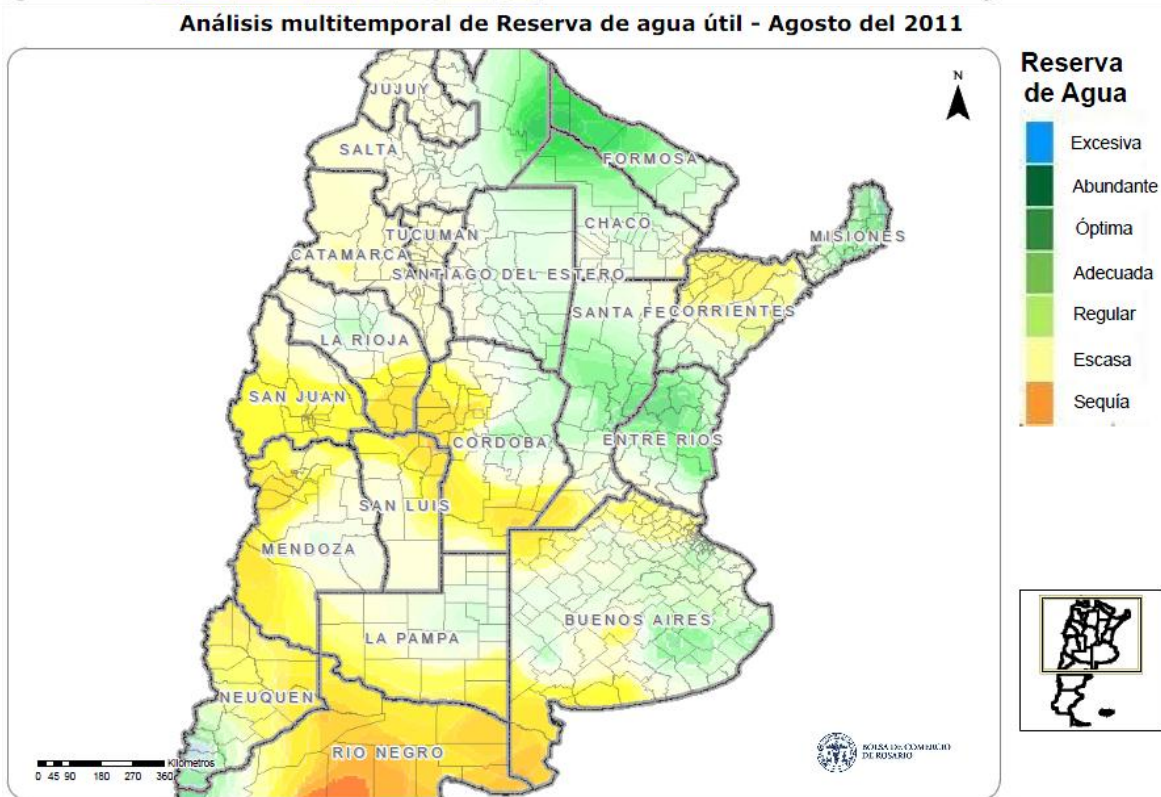 Análisis multitemporal de Reserva de agua útil - Agosto del 2011
Reserva
de Agua
Excesiva
Abundante
Óptima
Adecuada
Regular
Escasa
Sequía
N
JUJUY
SALTA
FORMOSA
CHACO
MISIONES
TUCUMAN
CATAMARCA
SANTIAGO DEL ESTERO
SANTA FE
CORRIENTES
LA RIOJA
SAN JUAN
CORDOBA
ENTRE RIOS
SAN LUIS
MENDOZA
BUENOS AIRES
LA PAMPA
NEUQUEN
RIO NEGRO
Kilometros
0 45 90 180 270 360
BOLSA DE COMERCIO
DE ROSARIO